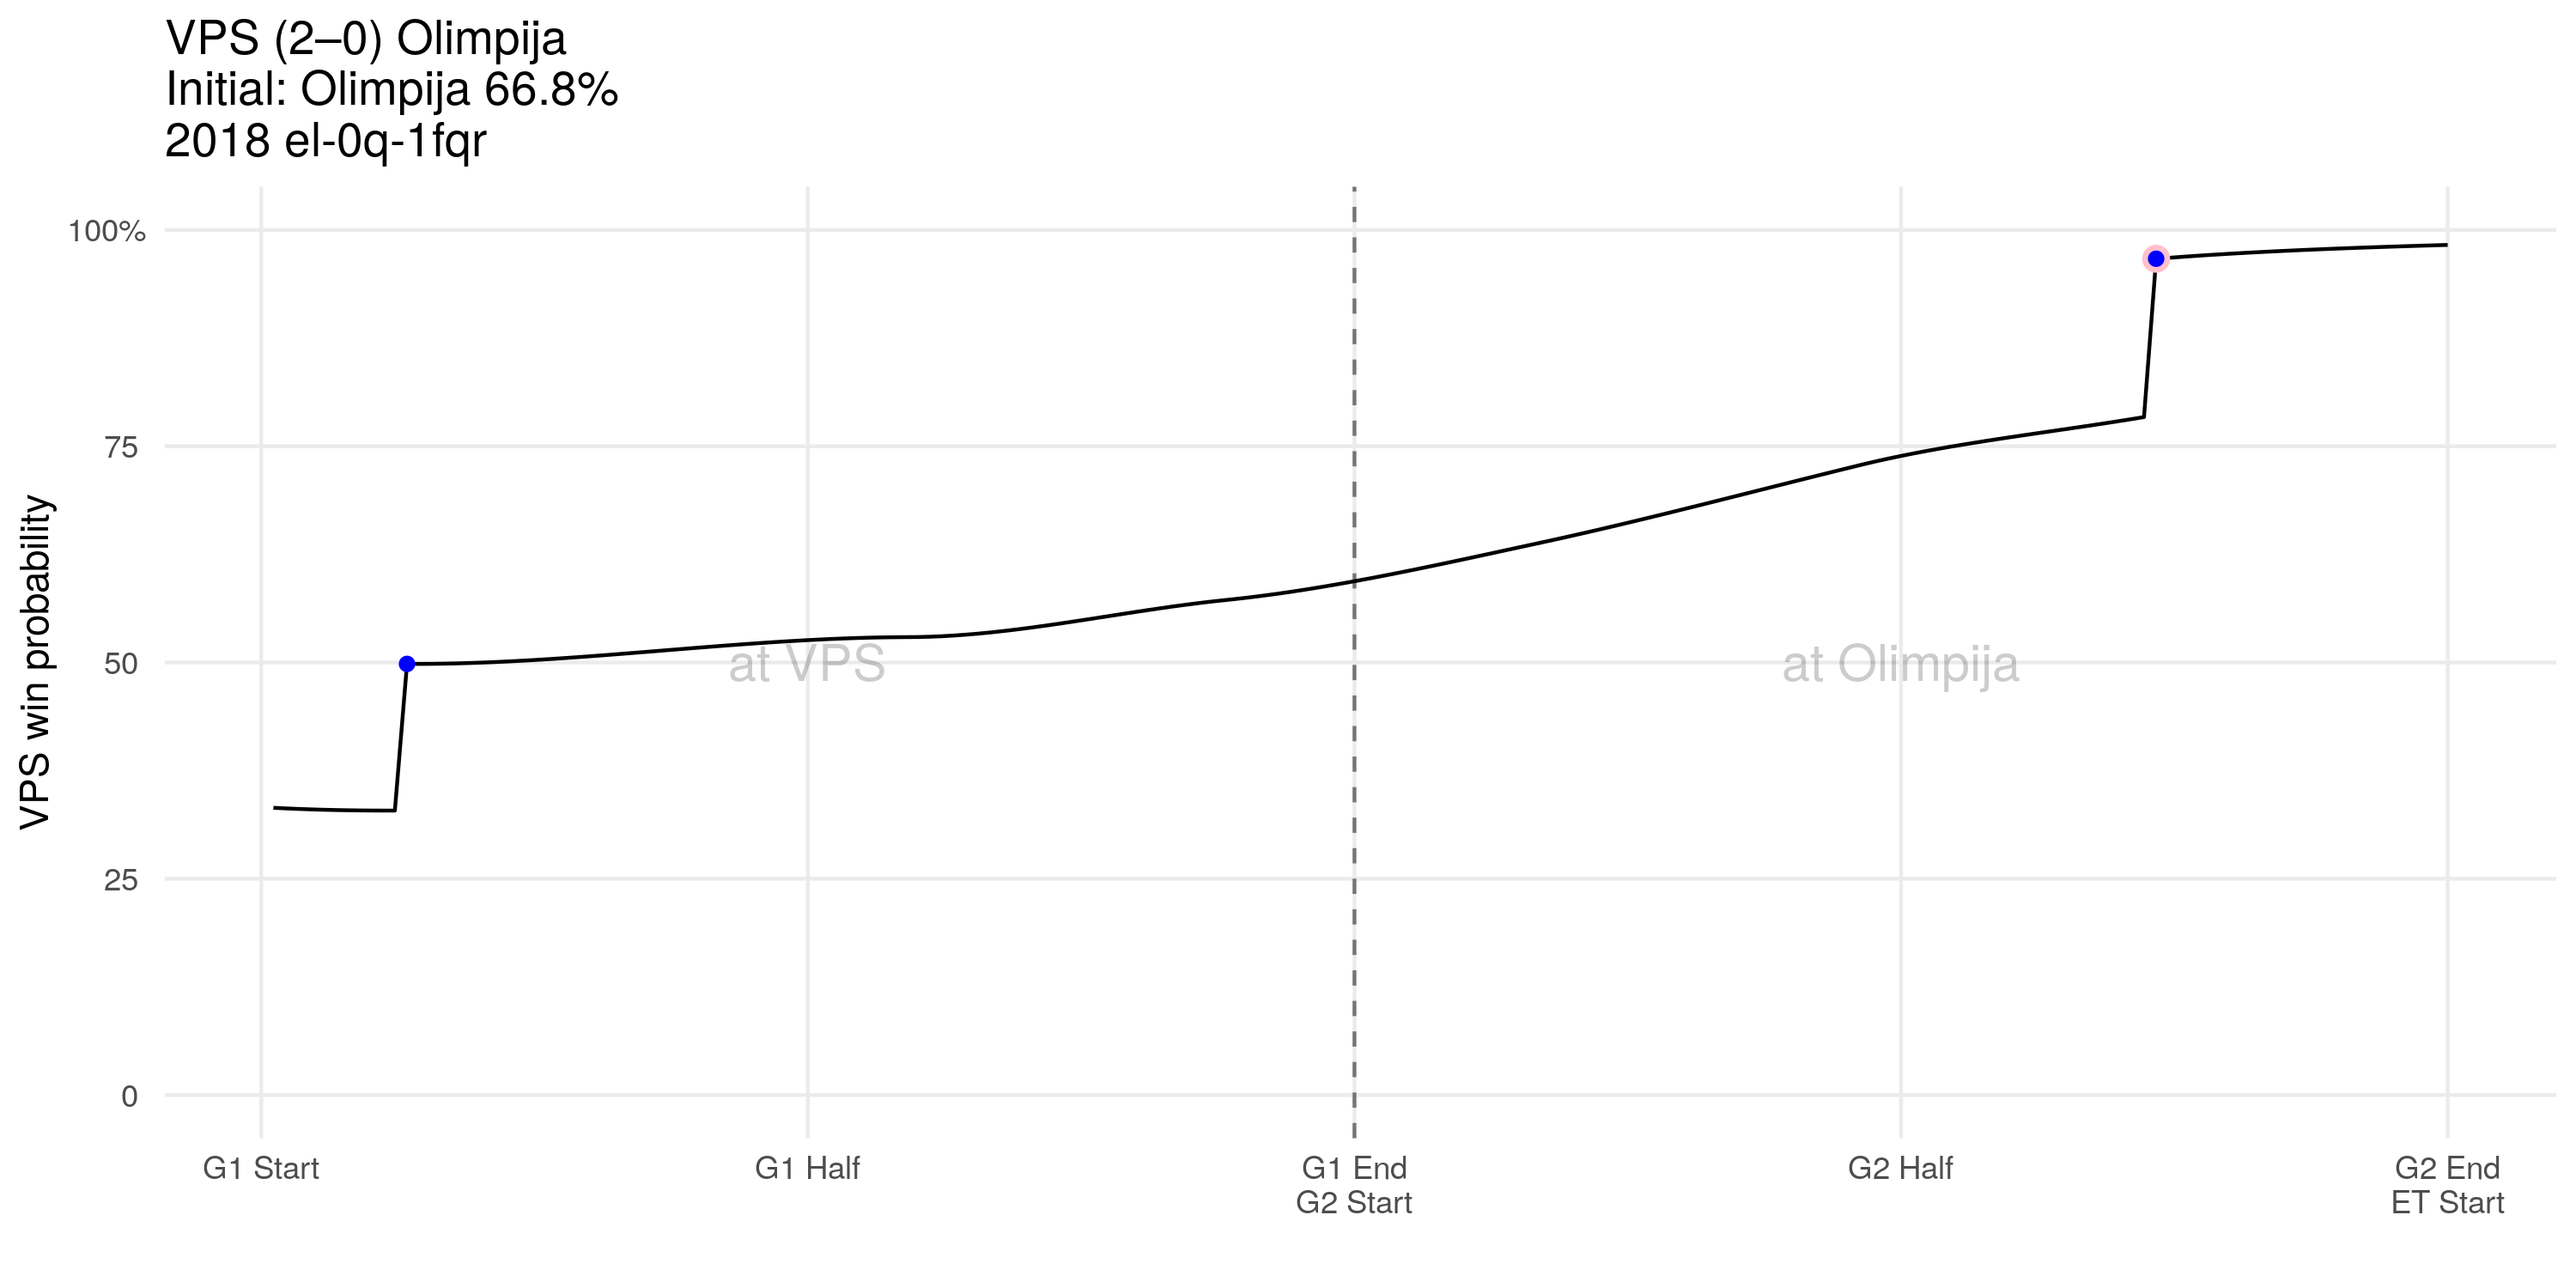 VPS (2–0) Olimpija
Initial: Olimpija 66.8%
2018 el-0q-1fqr
VPS win probability
100%
75
50
25
0
at VPS
at Olimpija
G1 Start
G1 Half
G1 End
G2 Start
G2 Half
G2 End
ET Start